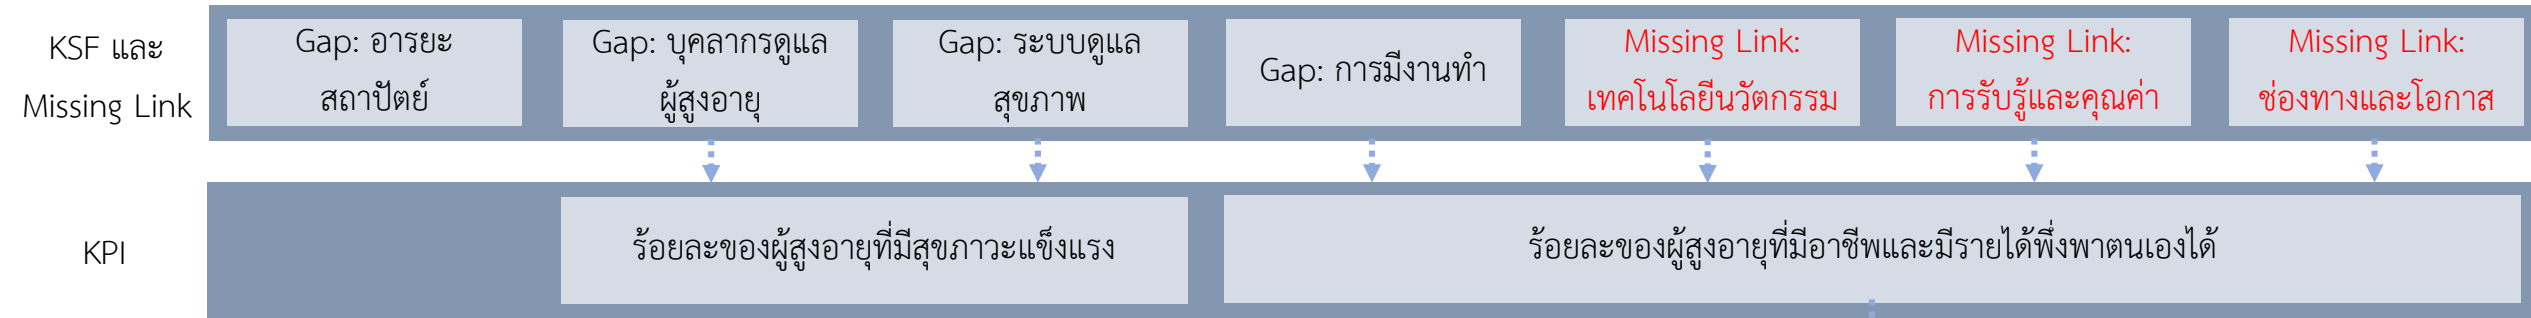 KSF และ
Missing Link
Gap: อารยะ
สถาปัตย์
Gap: บุคลากรดูแล
ผู้สูงอายุ
Gap: ระบบดูแล
สุขภาพ
Gap: การมีงานทำ
Missing Link:
เทคโนโลยีนวัตกรรม
Missing Link:
การรับรู้และคุณค่า
Missing Link:
ช่องทางและโอกาส
KPI
ร้อยละของผู้สูงอายุที่มีสุขภาวะแข็งแรง
ร้อยละของผู้สูงอายุที่มีอาชีพและมีรายได้พึ่งพาตนเองได้